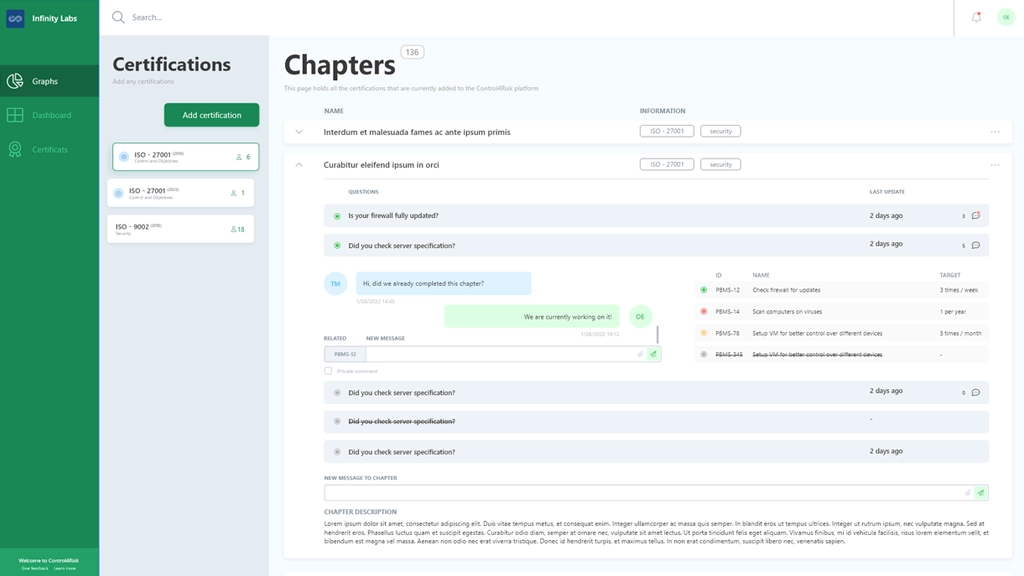 Infinity Labs
Search...
OE
Graphs
Dashboard
Certificats
Welcome to Control4Risk
Give feedback Learn more
Certifications
Add any certifications
Add certification
ISO - 27001 6
Control and Objectives
ISO - 27001 1
Control and Objectives
ISO - 9002 18
Security
Chapters 136
This page holds all the certifications that are currently added to the Control4Risk platform
NAME INFORMATION
Interdum et malesuada fames ac ante ipsum primis ISO - 27001 security ...
Curabitur eleifend ipsum in orci ISO - 27001 security ...
QUESTIONS LAST UPDATE
Is your firewall fully updated? 2 days ago 3
Did you check server specification? 2 days ago 5
TM Hi, did we already completed this chapter?
1/28/2022 14:45
We are currently working on it! OE
1/28/2022 19:12
RELATED NEW MESSAGE
PBMS-12
Private comment
ID NAME TARGET
PBMS-12 Check firewall for updates 3 times / week
PBMS-14 Scan computers on viruses 1 per year
PBMS-78 Setup VM for better control over different devices 3 times / month
PBMS-345 Setup VM for better control over different devices -
Did you check server specification? 2 days ago 0
Did you check server specification? -
Did you check server specification? 2 days ago
NEW MESSAGE TO CHAPTER
CHAPTER DESCRIPTION
Lorem ipsum dolor sit amet, consectetur adipiscing elit. Duis vitae tempus metus, et consequat enim. Integer ullamcorper ac massa quis semper. In blandit eros ut tempus ultrices. Integer ut rutrum ipsum, nec vulputate magna. Sed at
hendrerit eros. Phasellus luctus quam et suscipit egestas. Curabitur odio diam, semper at ornare nec, vulputate sit amet lectus. Ut porta tincidunt felis eget aliquam. Vivamus finibus, mi id vehicula facilisis, risus lorem elementum velit, et
bibendum est magna vel massa. Aenean non odio nec erat viverra tristique. Donec id hendrerit turpis, et maximus tellus. In non erat condimentum, suscipit libero nec, venenatis sapien.